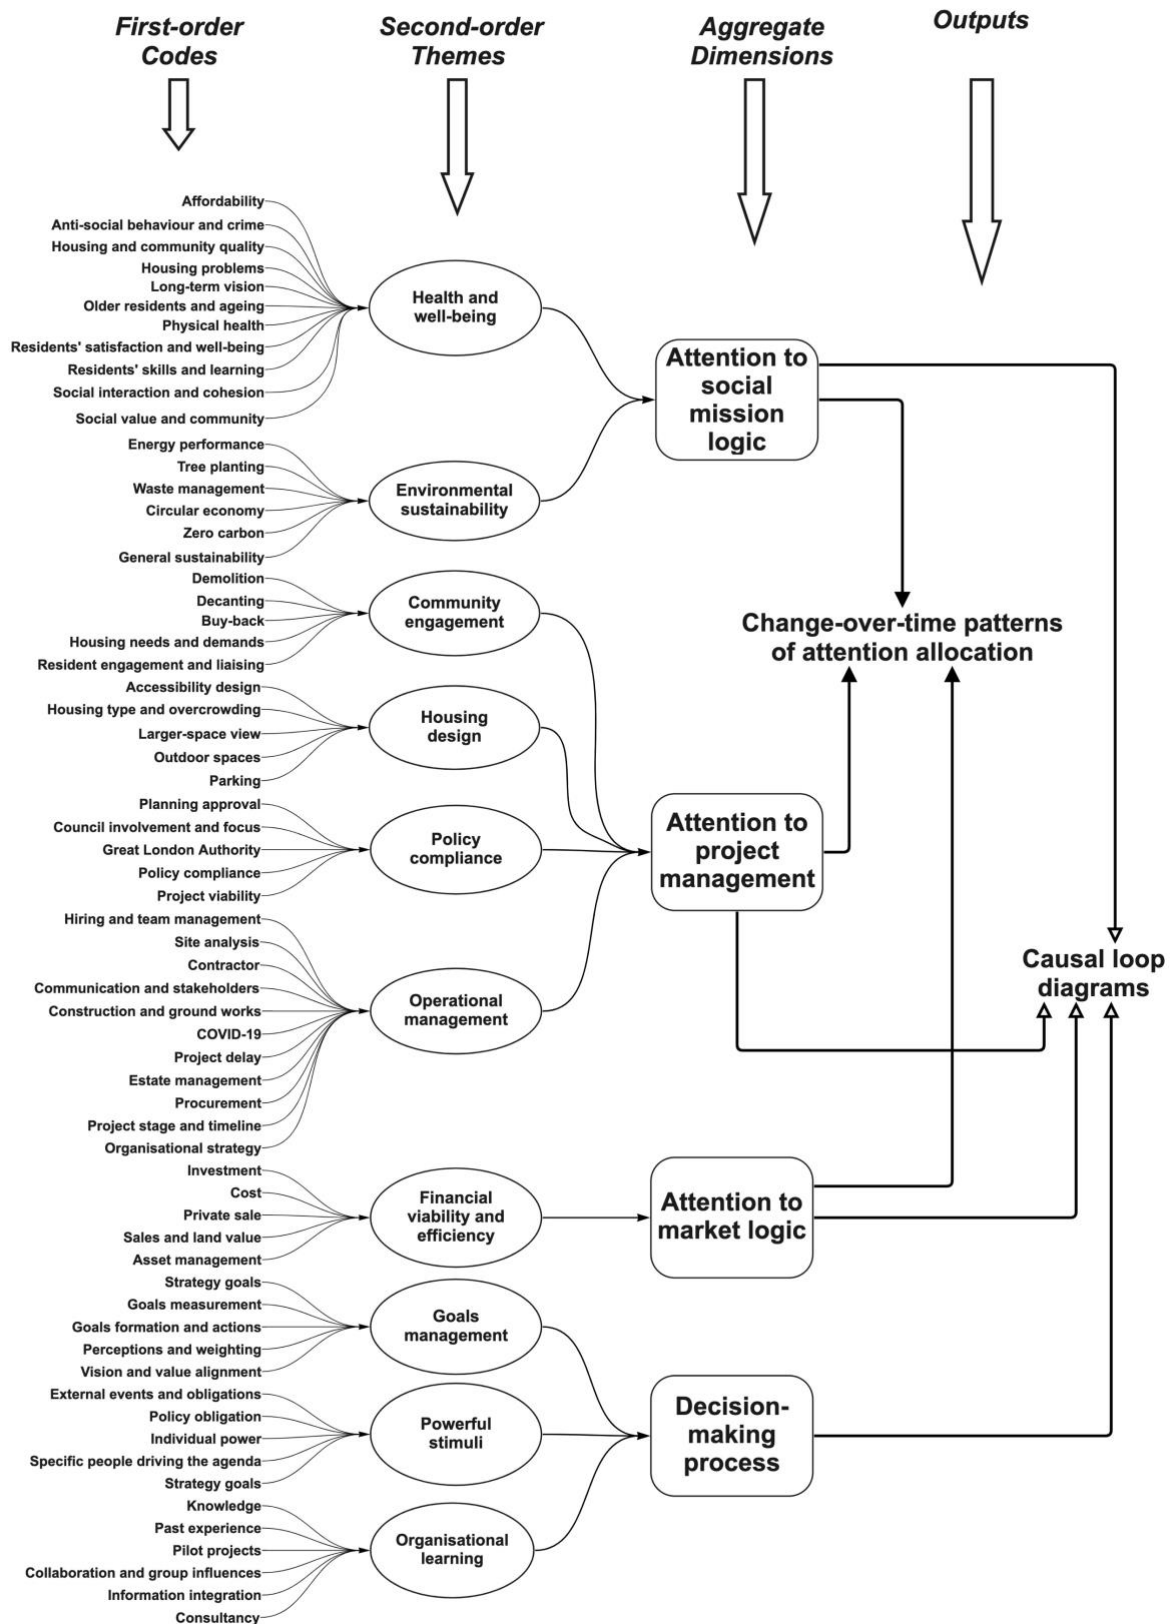 First-order
Codes
Second-order
Themes
Aggregate
Dimensions
Outputs
Affordability
Anti-social behaviour and crime
Housing and community quality
Housing problems
Long-term vision
Older residents and ageing
Physical health
Residents' satisfaction and well-being
Residents' skills and learning
Social interaction and cohesion
Social value and community
Health and
well-being
Energy performance
Tree planting
Waste management
Circular economy
Zero carbon
General sustainability
Environmental
sustainability
Attention to
social
mission
logic
Demolition
Decanting
Buy-back
Housing needs and demands
Resident engagement and liaising
Community
engagement
Accessibility design
Housing type and overcrowding
Larger-space view
Outdoor spaces
Parking
Housing
design
Planning approval
Council involvement and focus
Great London Authority
Policy compliance
Project viability
Policy
compliance
Hiring and team management
Site analysis
Contractor
Communication and stakeholders
Construction and ground works
COVID-19
Project delay
Estate management
Procurement
Project stage and timeline
Organisational strategy
Operational
management
Attention to
project
management
Change-over-time patterns
of attention allocation
Causal loop
diagrams
Investment
Cost
Private sale
Sales and land value
Asset management
Financial
viability and
efficiency
Attention to
market logic
Strategy goals
Goals measurement
Goals formation and actions
Perceptions and weighting
Vision and value alignment
Goals
management
External events and obligations
Policy obligation
Individual power
Specific people driving the agenda
Strategy goals
Powerful
stimuli
Knowledge
Past experience
Pilot projects
Collaboration and group influences
Information integration
Consultancy
Organisational
learning
Decision-
making
process